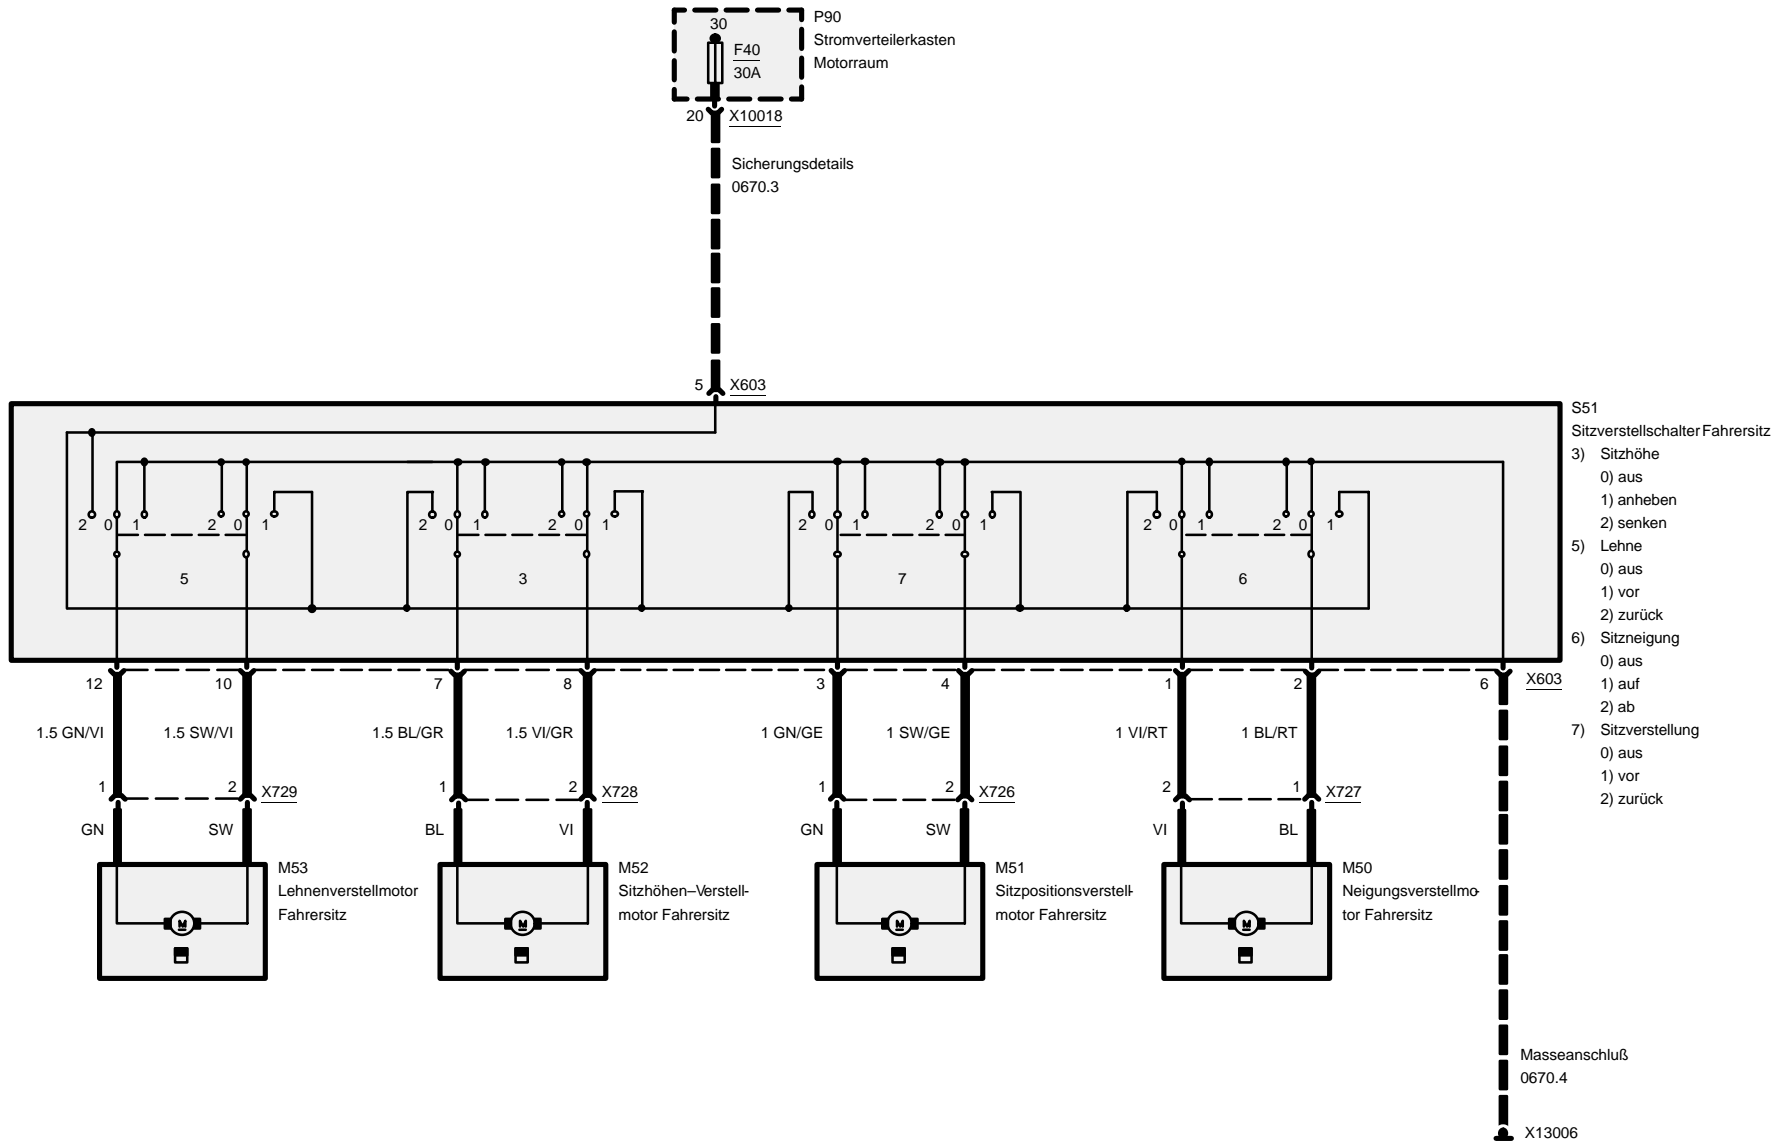 30
F40
30A
P90
Stromverteilerkasten
Motorraum
20
X10018
Sicherungsdetails
0670.3
5
X603
S51
Sitzverstellschalter Fahrersitz
3) Sitzhöhe
0) aus
1) anheben
2) senken
5) Lehne
0) aus
1) vor
2) zurück
6) Sitzneigung
0) aus
1) auf
2) ab
7) Sitzverstellung
0) aus
1) vor
2) zurück
2 0 1 2 0 1 2 0 1 2 0 1 2 0 1 2 0 1 2 0 1 2 0 1
5 3 7 6
12 10 7 8 3 4 1 2 6 X603
1.5 GN/VI 1.5 SW/VI 1.5 BL/GR 1.5 VI/GR 1 GN/GE 1 SW/GE 1 VI/RT 1 BL/RT
1 2 X729 1 2 X728 1 2 X726 2 1 X727
GN SW BL VI GN SW VI BL
M53
Lehnenverstellmotor
Fahrersitz
M
M52
Sitzhöhen–Verstell-
motor Fahrersitz
M
M51
Sitzpositionsverstell-
motor Fahrersitz
M
M50
Neigungsverstellmo-
tor Fahrersitz
M
Masseanschluß
0670.4
X13006